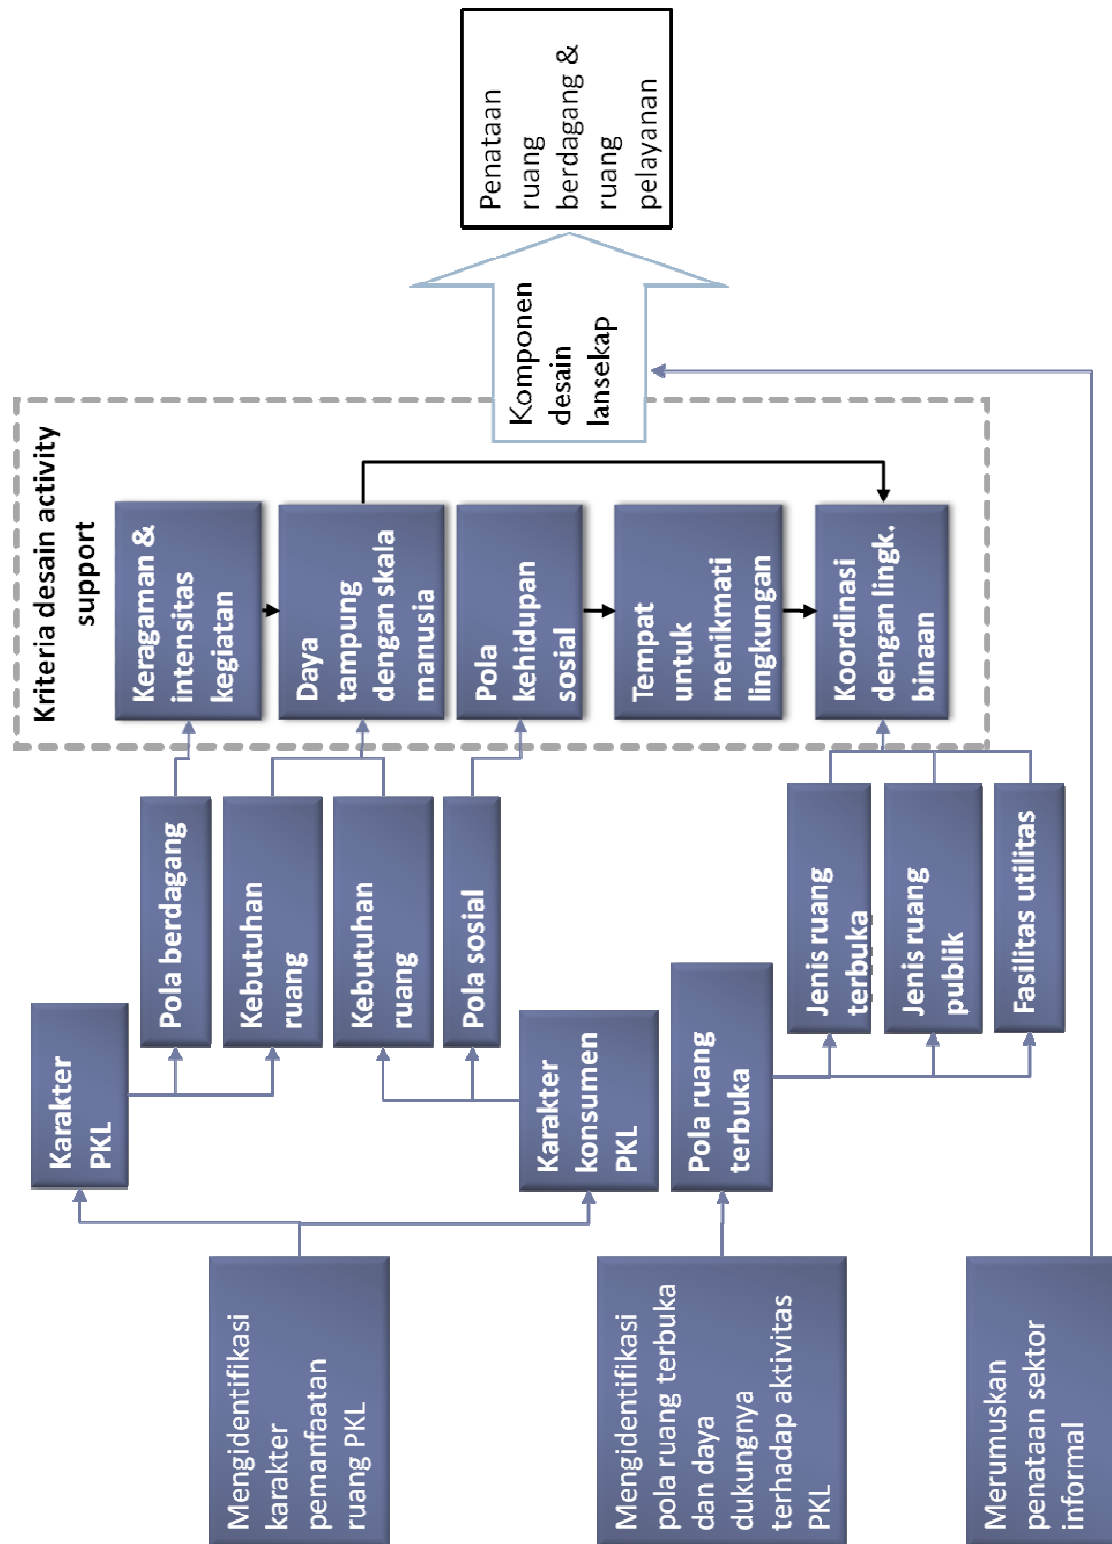 Mengidentifikasi
karakter
pemanfaatan
ruang PKL
Mengidentifikasi
pola ruang terbuka
dan daya
dukungnya
terhadap aktivitas
PKL
Merumuskan
penataan sektor
informal
Karakter
PKL
Karakter
konsumen
PKL
Pola ruang
terbuka
Pola berdagang
Kebutuhan
ruang
Kebutuhan
ruang
Pola sosial
Jenis ruang
terbuka
Jenis ruang
publik
Fasilitas utilitas
Kriteria desain activity
support
Keragaman &
intensitas
kegiatan
Daya
tampung
dengan skala
manusia
Pola
kehidupan
sosial
Tempat
untuk
menikmati
lingkungan
Koordinasi
dengan lingk.
binaan
Komponen
desain
lansekap
Penataan
ruang
berdagang &
ruang
pelayanan